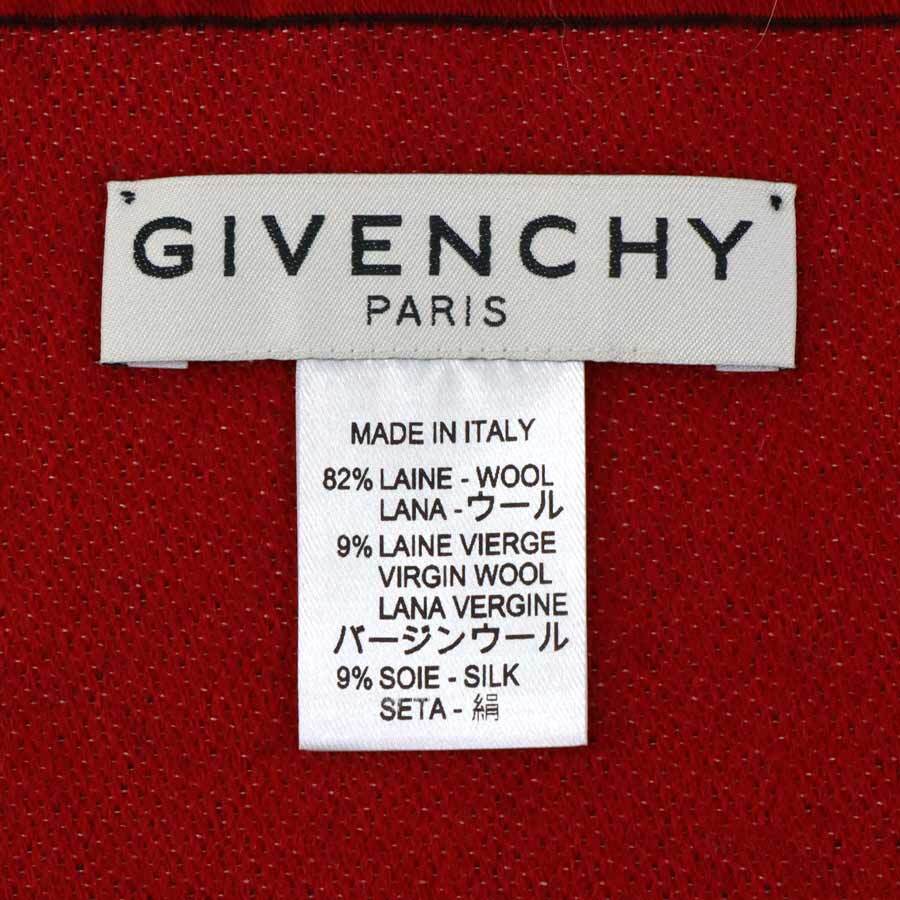 GIVENCHY
PARIS
MADE IN ITALY
82% LAINE - WOOL
LANA - ウール
9% LAINE VIERGE
VIRGIN WOOL
LANA VERGINE
バージンウール
9% SOIE - SILK
SETA - 絹